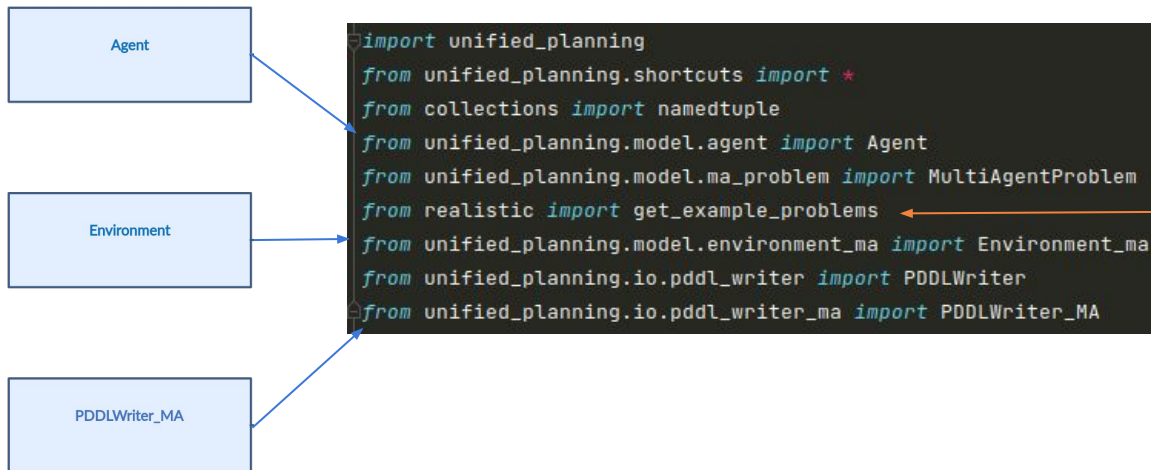 Agent
Environment
PDDLWriter_MA
import unified_planning
from unified_planning.shortcuts import *
from collections import namedtuple
from unified_planning.model.agent import Agent
from unified_planning.model.ma_problem import MultiAgentProblem
from realistic import get_example_problems
from unified_planning.model.environment_ma import Environment_ma
from unified_planning.io.pddl_writer import PDDLWriter
from unified_planning.io.pddl_writer_ma import PDDLWriter_MA